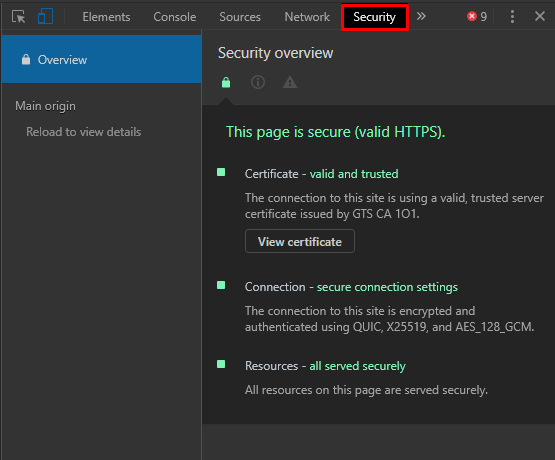 Elements Console Sources Network Security » 9
Overview
Main origin
Reload to view details
Security overview
This page is secure (valid HTTPS).
Certificate - valid and trusted
The connection to this site is using a valid, trusted server
certificate issued by GTS CA 1O1.
View certificate
Connection - secure connection settings
The connection to this site is encrypted and
authenticated using QUIC, X25519, and AES_128_GCM.
Resources - all served securely
All resources on this page are served securely.